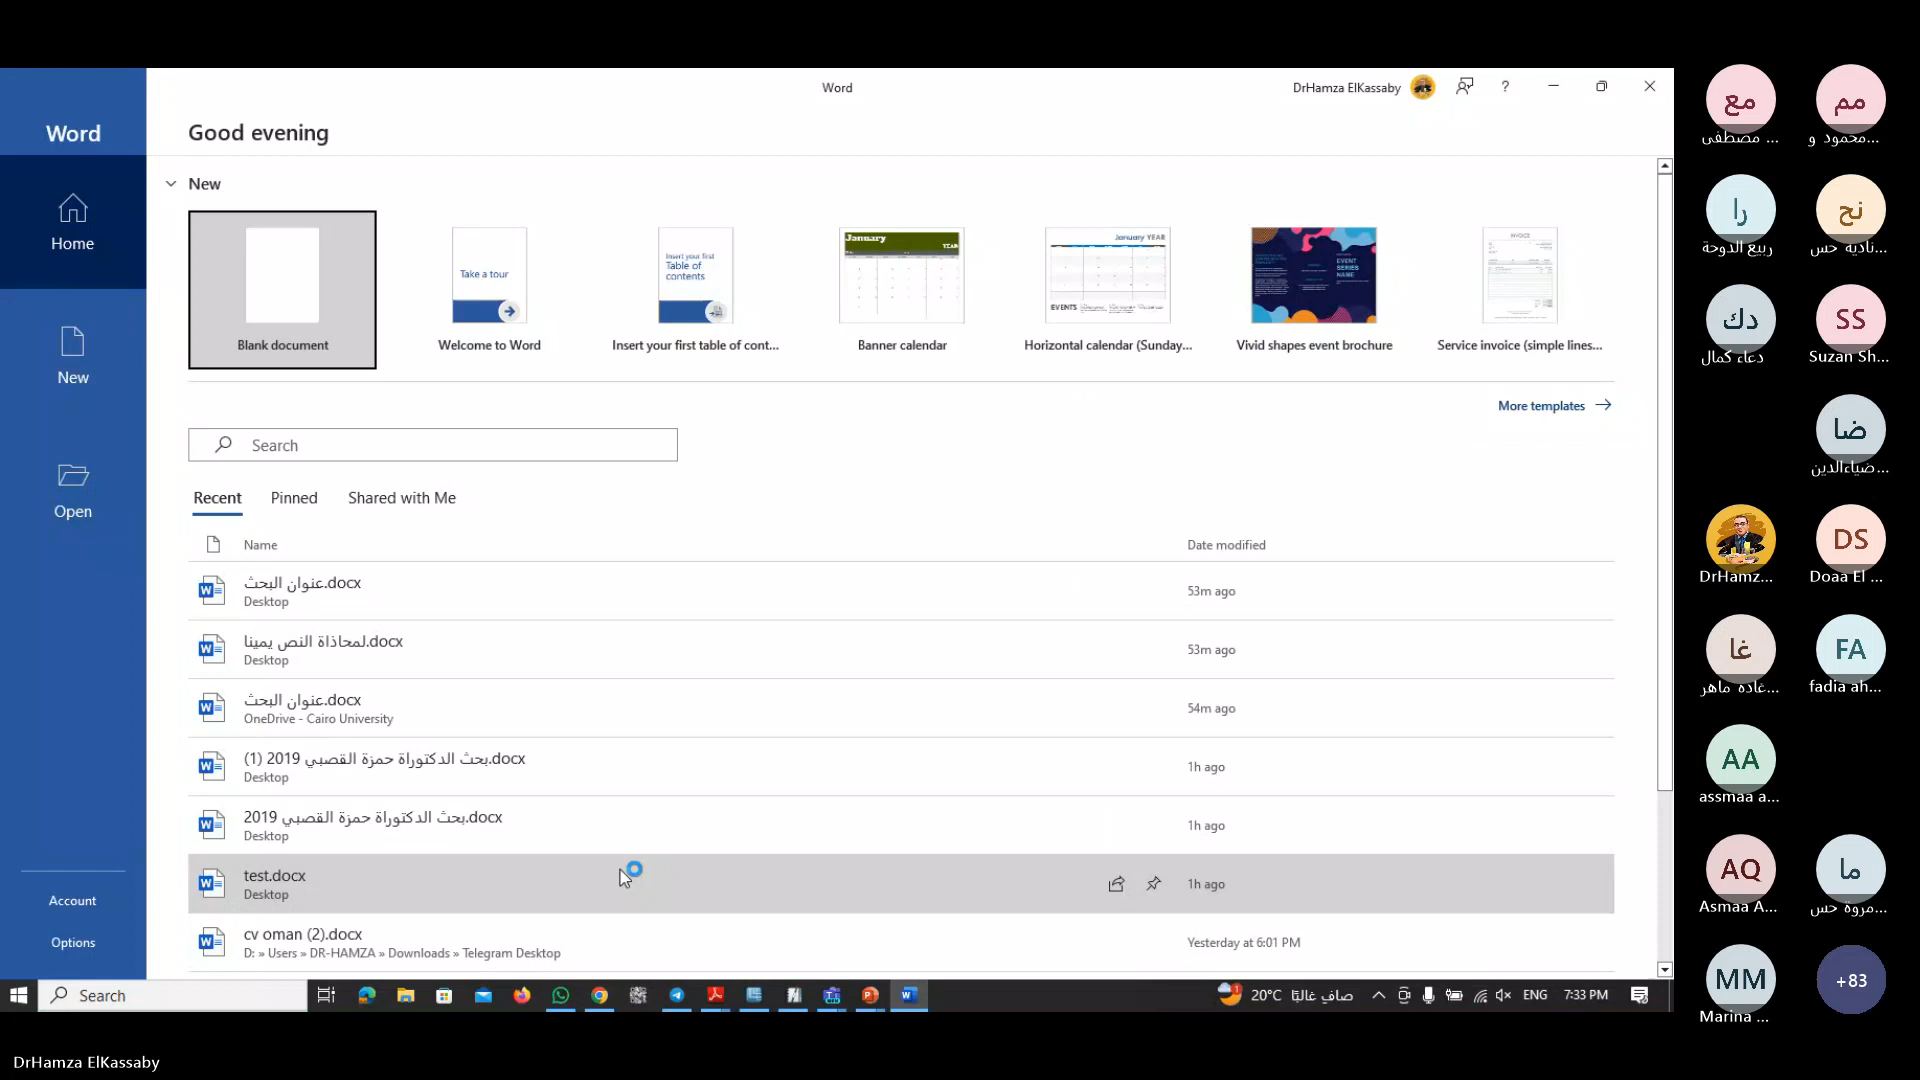 Word
DrHamza ElKassaby
?
Word
Good evening
Home
New
Open
Account
Options
New
Blank document
Take a tour
Welcome to Word
Insert your first
Table of
contents
Insert your first table of cont...
January
YEAR
Banner calendar
January YEAR
EVENTS
Horizontal calendar (Sunday...
EVENT
SERIES
NAME
Vivid shapes event brochure
INVOICE
Service invoice (simple lines...
More templates
Search
Recent
Pinned
Shared with Me
Name
Date modified
عنوان البحث.docx
Desktop
53m ago
لمحاذاة النص يمينا.docx
Desktop
53m ago
عنوان البحث.docx
OneDrive - Cairo University
54m ago
بحث الدكتوراة حمزة القصبي 2019 (1).docx
Desktop
1h ago
بحث الدكتوراة حمزة القصبي 2019.docx
Desktop
1h ago
test.docx
Desktop
1h ago
cv oman (2).docx
D: » Users » DR-HAMZA » Downloads » Telegram Desktop
Yesterday at 6:01 PM
Search
20°C صافٍ غالبًا
ENG
7:33 PM
مع
مصطفى ...
مم
محمود و...
را
ربيع الدوحة
نح
نادية حس...
دك
دعاء كمال
SS
Suzan Sh...
ضا
ضياءالدين...
DrHamz...
DS
Doaa El ...
غا
غادة ماهر...
FA
fadia ah...
AA
assmaa a...
AQ
Asmaa A...
ما
مروة حس...
MM
Marina ...
+83
DrHamza ElKassaby